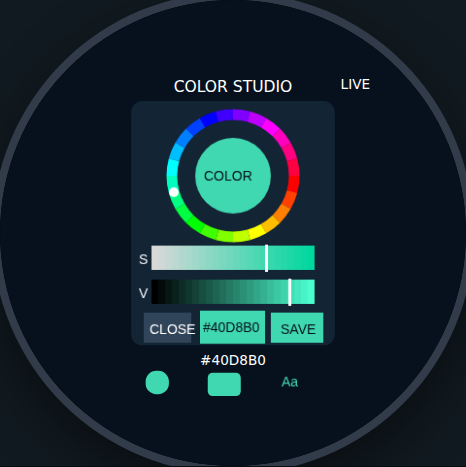 COLOR STUDIO
LIVE
COLOR
S
V
CLOSE #40D8B0 SAVE
#40D8B0
Aa